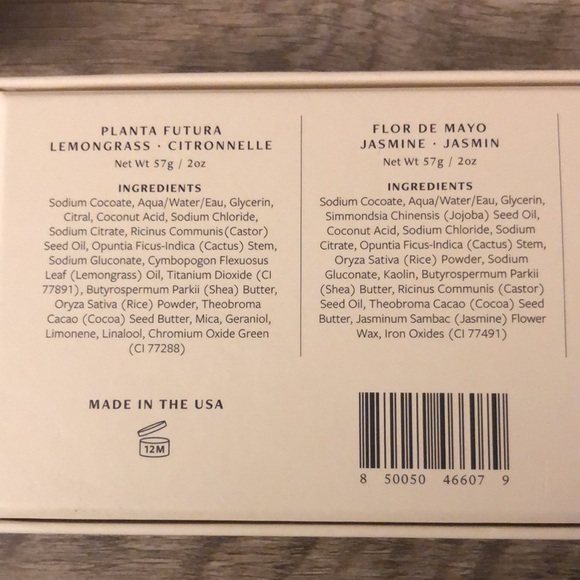 PLANTA FUTURA
LEMONGRASS · CITRONNELLE
Net Wt 57g / 2oz
INGREDIENTS
Sodium Cocoate, Aqua/Water/Eau, Glycerin,
Citral, Coconut Acid, Sodium Chloride,
Sodium Citrate, Ricinus Communis(Castor)
Seed Oil, Opuntia Ficus-Indica (Cactus) Stem,
Sodium Gluconate, Cymbopogon Flexuosus
Leaf (Lemongrass) Oil, Titanium Dioxide (CI
77891), Butyrospermum Parkii (Shea) Butter,
Oryza Sativa (Rice) Powder, Theobroma
Cacao (Cocoa) Seed Butter, Mica, Geraniol,
Limonene, Linalool, Chromium Oxide Green
(CI 77288)
FLOR DE MAYO
JASMINE · JASMIN
Net Wt 57g / 2oz
INGREDIENTS
Sodium Cocoate, Aqua/Water/Eau, Glycerin,
Simmondsia Chinensis (Jojoba) Seed Oil,
Coconut Acid, Sodium Chloride, Sodium
Citrate, Opuntia Ficus-Indica (Cactus) Stem,
Oryza Sativa (Rice) Powder, Sodium
Gluconate, Kaolin, Butyrospermum Parkii
(Shea) Butter, Ricinus Communis (Castor)
Seed Oil, Theobroma Cacao (Cocoa) Seed
Butter, Jasminum Sambac (Jasmine) Flower
Wax, Iron Oxides (CI 77491)
MADE IN THE USA
12M
8 50050 46607 9